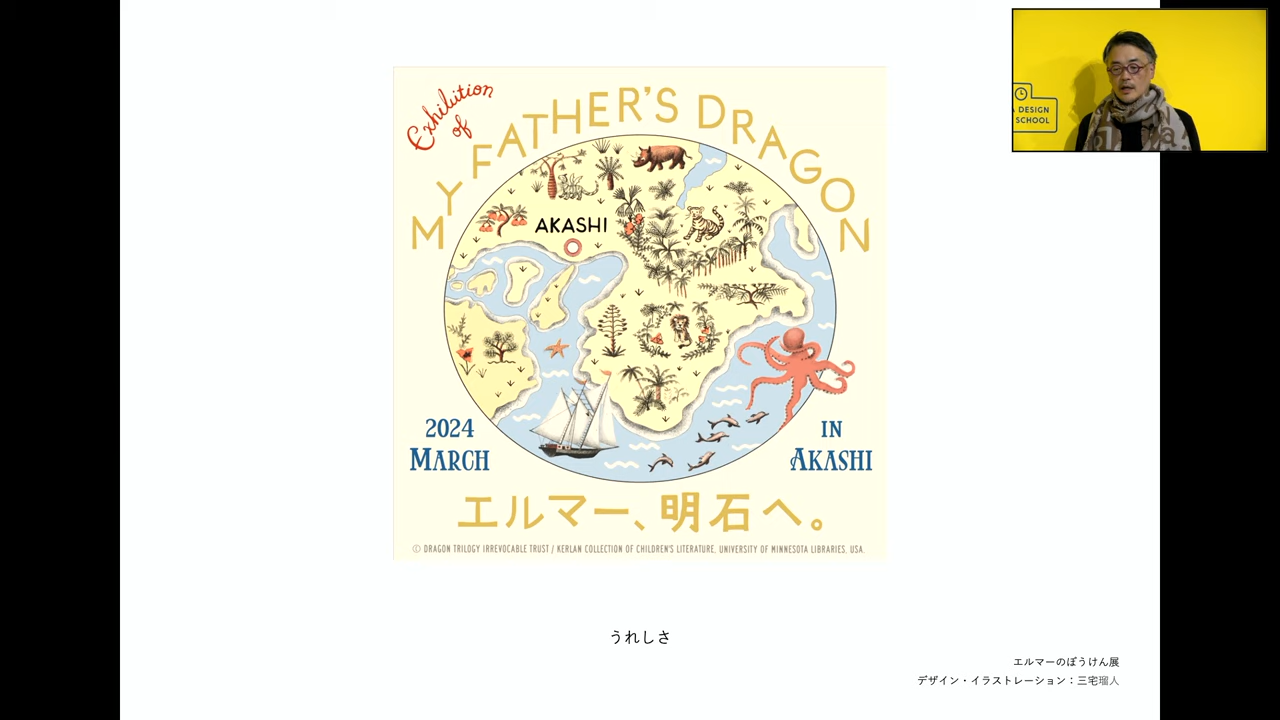 Exhibition
of
MY FATHER'S DRAGON
AKASHI
2024
MARCH
IN
AKASHI
エルマー、明石へ。
© DRAGON TRILOGY IRREVOCABLE TRUST / KERLAN COLLECTION OF CHILDREN'S LITERATURE, UNIVERSITY OF MINNESOTA LIBRARIES, USA.
うれしさ
エルマーのぼうけん展
デザイン・イラストレーション：三宅瑠人
A DESIGN
SCHOOL